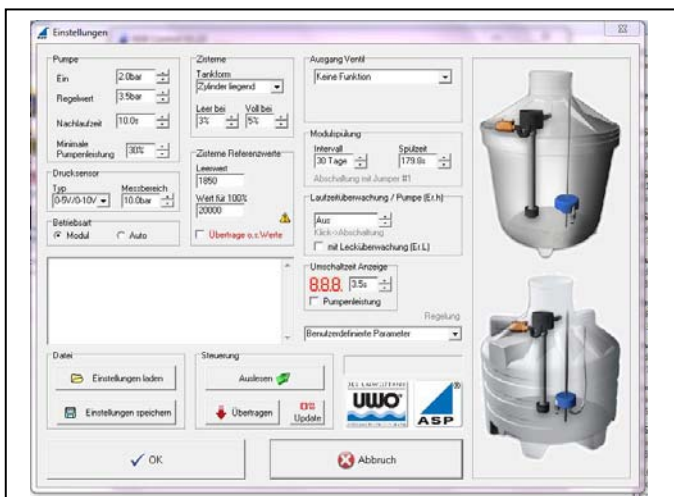 Einstellungen
Pumpe
Ein 2.0bar
Regelwert 3.5bar
Nachlaufzeit 10.0s
Minimale
Pumpenleistung 30%
Drucksensor
Typ Messbereich
0-5V/0-10V 10.0bar
Betriebsart
Modul Auto
Zisterne
Tankform
Zylinder liegend
Leer bei Voll bei
3% 5%
Zisterne Referenzwerte
Leerwert
1850
Wert für 100%
20000
Übertrage o.s.Werte
Ausgang Ventil
Keine Funktion
Modulspülung
Intervall Spülzeit
30 Tage 179.8s
Abschaltung mit Jumper #1
Laufzeitüberwachung / Pumpe (Er.h)
Aus
Klick->Abschaltung
mit Lecküberwachung (Er.L)
Umschaltzeit Anzeige
8.8.8. 3.5s
Pumpenleistung
Regelung
Benutzerdefinierte Parameter
Datei
Einstellungen laden
Einstellungen speichern
Steuerung
Auslesen
Übertragen
Update
UWO
ASP
OK
Abbruch